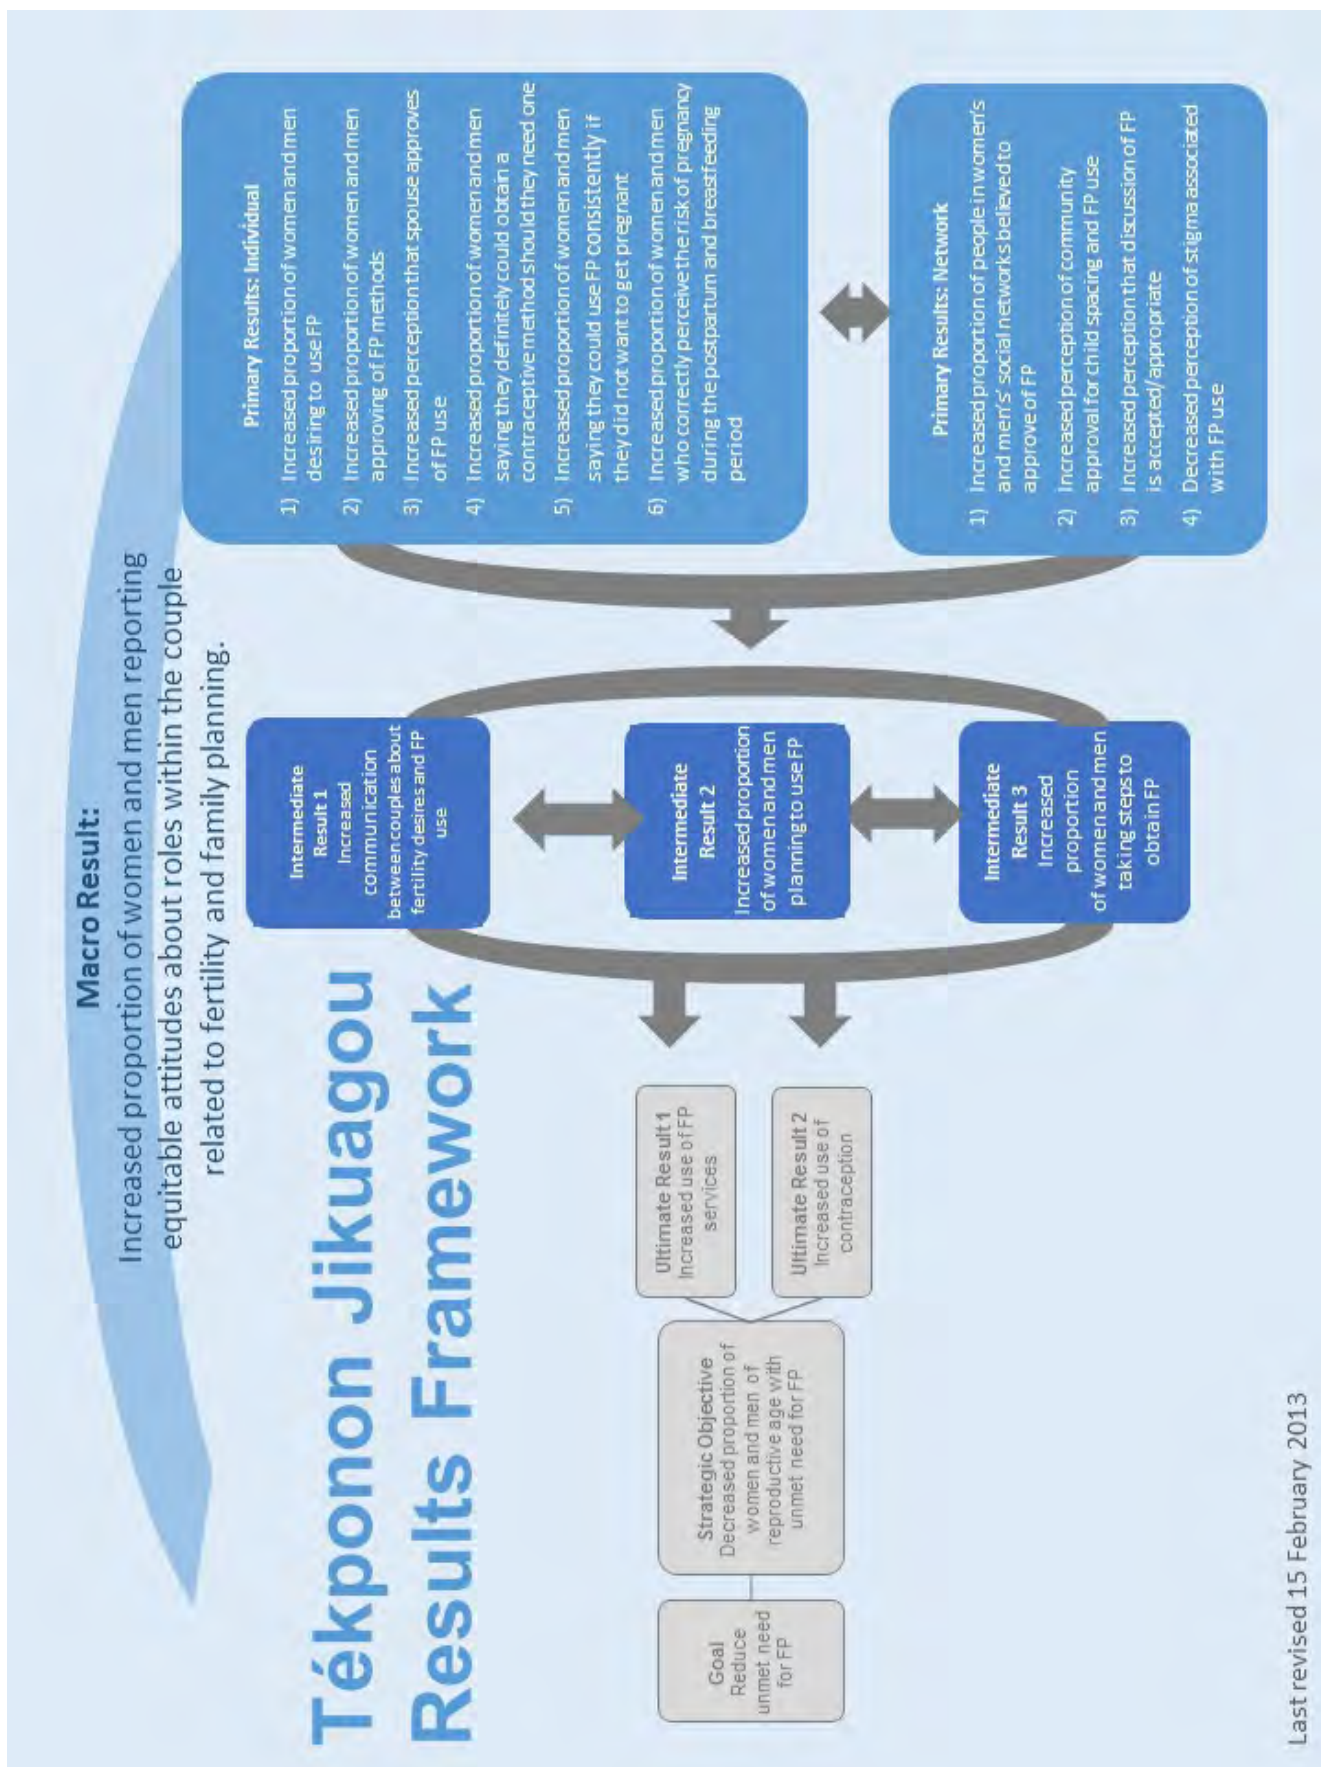 Macro Result:
Increased proportion of women and men reporting
equitable attitudes about roles within the couple
related to fertility and family planning.
Tékponon Jikuagou
Results Framework
Goal
Reduce
unmet need
for FP
Strategic Objective
Decreased proportion of
women and men of
reproductive age with
unmet need for FP
Ultimate Result 1
Increased use of FP
services
Ultimate Result 2
Increased use of
contraception
Intermediate
Result 1
Increased
communication
between couples about
fertility desires and FP
use
Intermediate
Result 2
Increased proportion
of women and men
planning to use FP
Intermediate
Result 3
Increased
proportion
of women and men
taking steps to
obtain FP
Primary Results: Individual
1) Increased proportion of women and men
desiring to use FP
2) Increased proportion of women and men
approving of FP methods
3) Increased perception that spouse approves
of FP use
4) Increased proportion of women and men
saying they definitely could obtain a
contraceptive method should they need one
5) Increased proportion of women and men
saying they could use FP consistently if
they did not want to get pregnant
6) Increased proportion of women and men
who correctly perceive the risk of pregnancy
during the postpartum and breastfeeding
period
Primary Results: Network
1) Increased proportion of people in women's
and men's' social networks believed to
approve of FP
2) Increased perception of community
approval for child spacing and FP use
3) Increased perception that discussion of FP
is accepted/appropriate
4) Decreased perception of stigma associated
with FP use
Last revised 15 February 2013